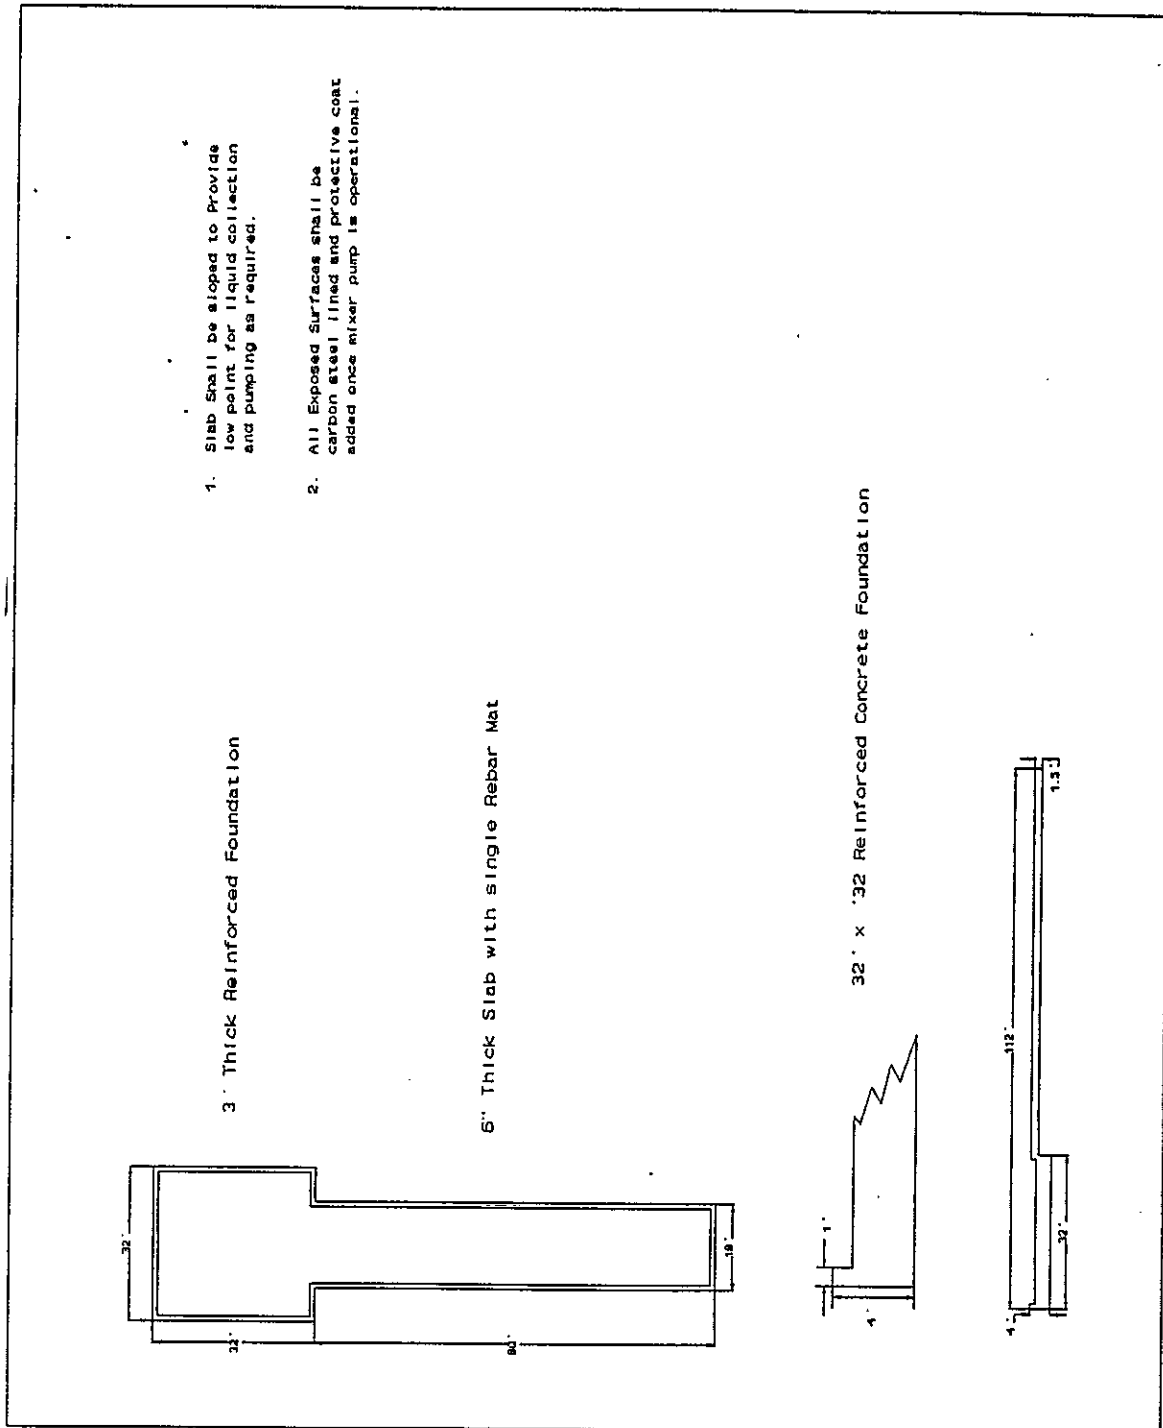 1. Slab Shall be sloped to Provide
low point for liquid collection
and pumping as required.
2. All Exposed Surfaces shall be
carbon steel lined and protective coat
added once mixer pump is operational.
3' Thick Reinforced Foundation
6" Thick Slab with single Rebar Mat
32' x '32 Reinforced Concrete Foundation
32'
32'
80'
18'
1'
4'
112'
1.5'
4'
32'